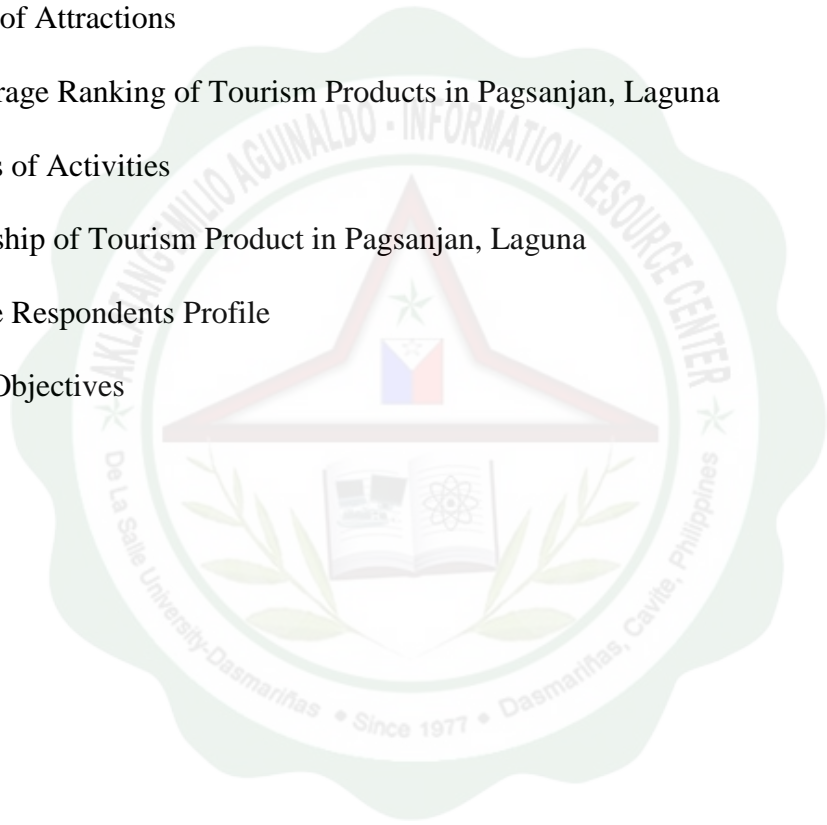 of Attractions
rage Ranking of Tourism Products in Pagsanjan, Laguna
s of Activities
ship of Tourism Product in Pagsanjan, Laguna
e Respondents Profile
Objectives
AKLATANG EMILIO AGUINALDO - INFORMATION RESOURCE CENTER
De La Salle University-Dasmariñas • Since 1977 • Dasmariñas, Cavite, Philippines